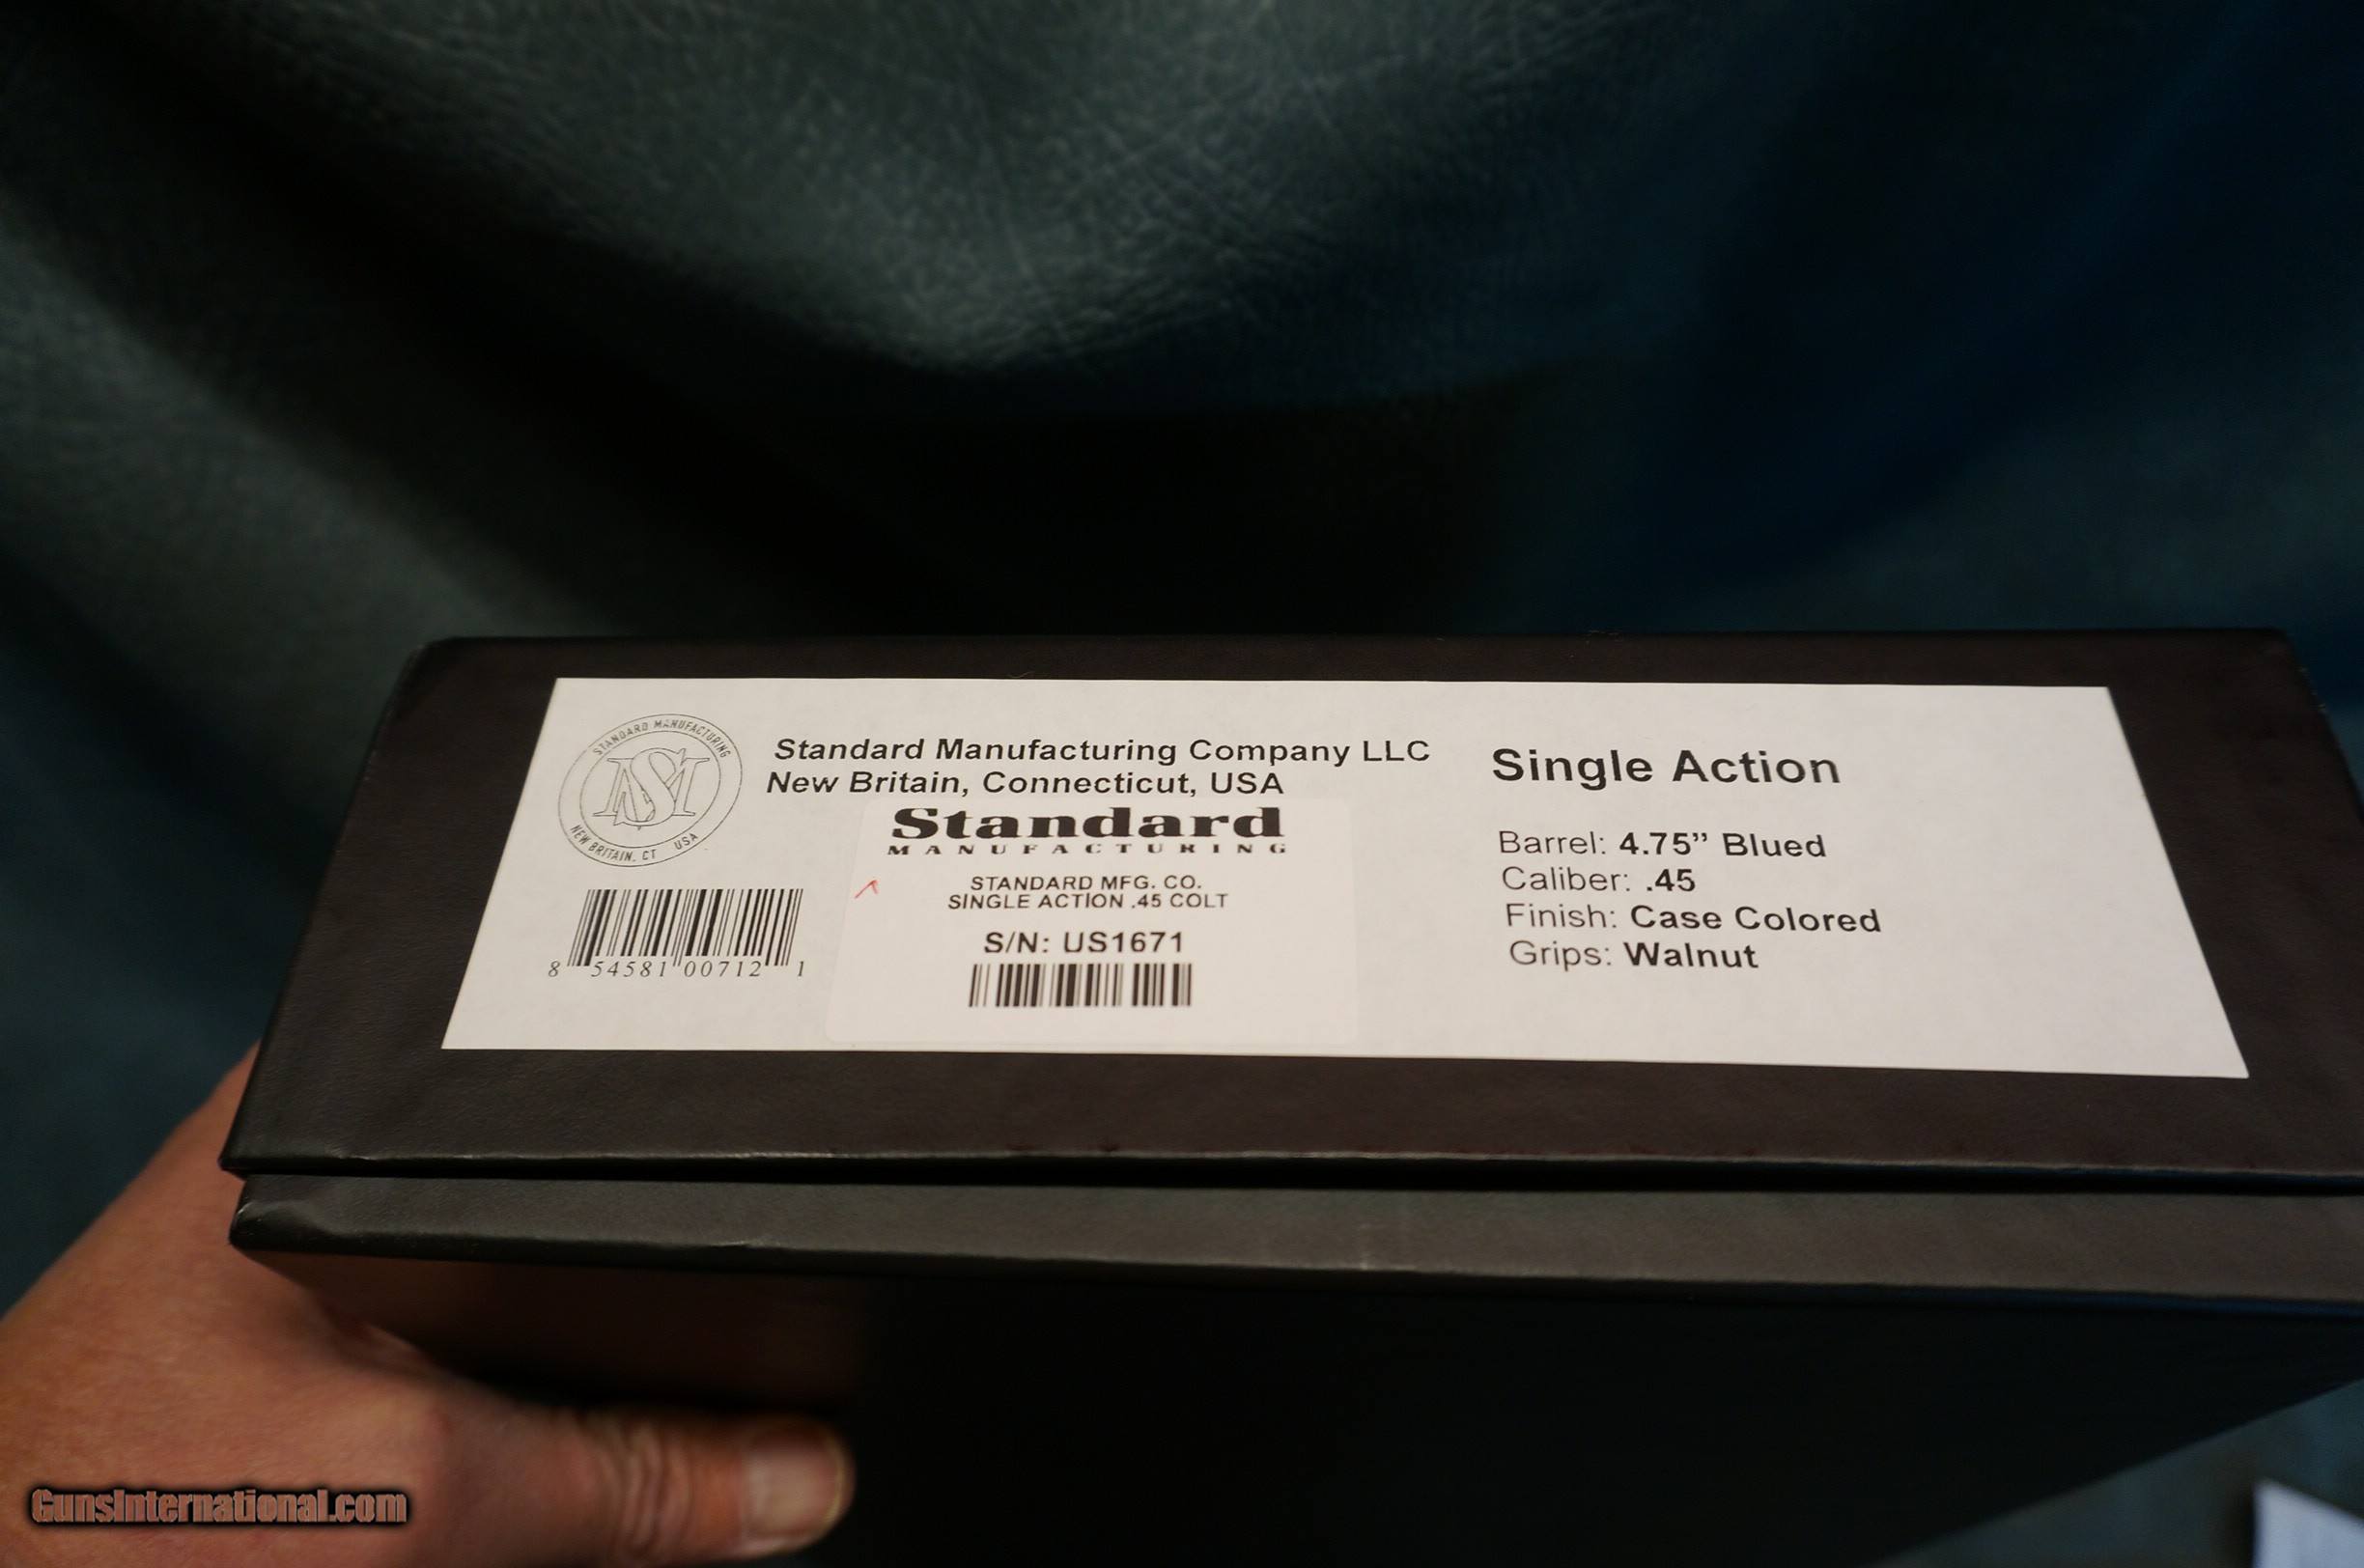 STANDARD MANUFACTURING
NEW BRITAIN, CT USA
SM
Standard Manufacturing Company LLC
New Britain, Connecticut, USA
Standard
MANUFACTURING
STANDARD MFG. CO.
SINGLE ACTION .45 COLT
S/N: US1671
8 54581 00712 1
Single Action
Barrel: 4.75” Blued
Caliber: .45
Finish: Case Colored
Grips: Walnut
GunsInternational.com